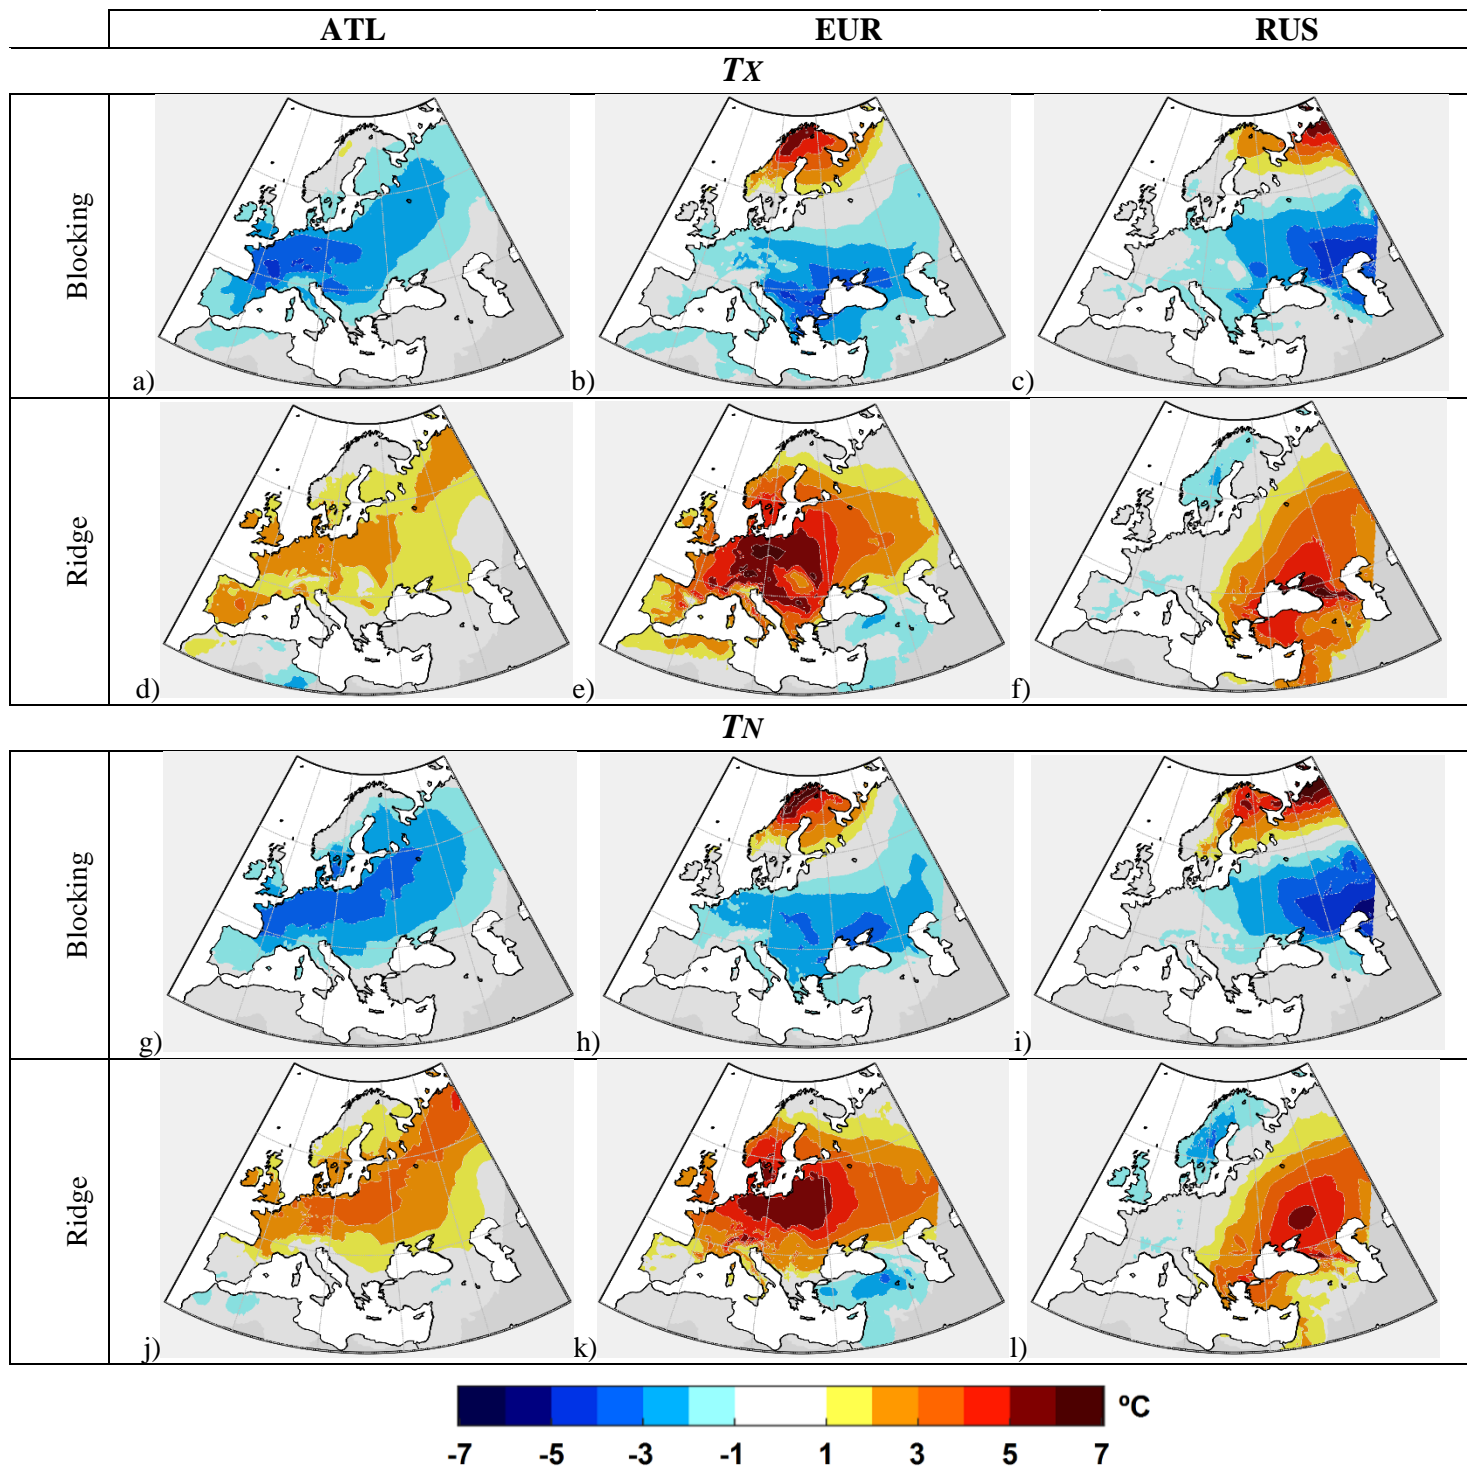 ATL EUR RUS
TX
Blocking
a) b) c)
Ridge
d) e) f)
TN
Blocking
g) h) i)
Ridge
j) k) l)
ºC
-7 -5 -3 -1 1 3 5 7